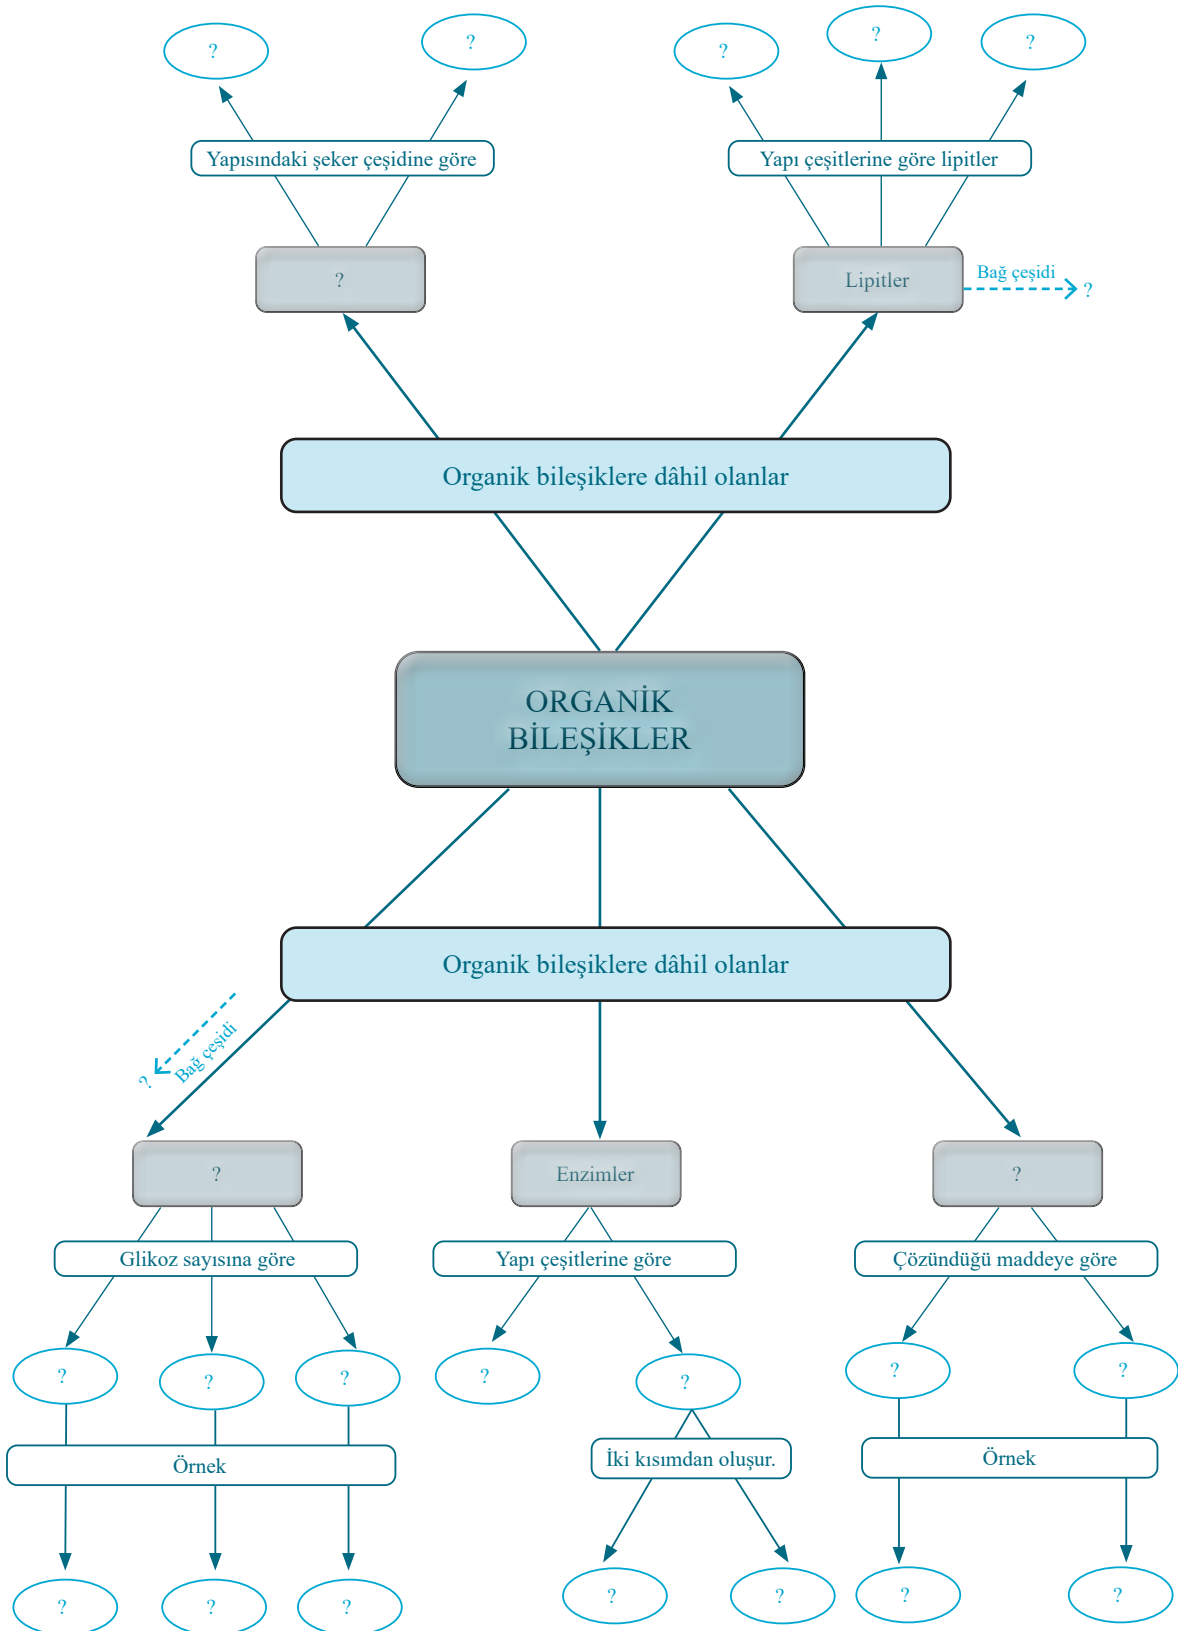 ?
?
?
?
?
Yapısındaki şeker çeşidine göre
Yapı çeşitlerine göre lipitler
?
Lipitler
Bağ çeşidi
?
Organik bileşiklere dâhil olanlar
ORGANİK
BİLEŞİKLER
Organik bileşiklere dâhil olanlar
Bağ çeşidi
?
?
Enzimler
?
Glikoz sayısına göre
Yapı çeşitlerine göre
Çözündüğü maddeye göre
?
?
?
?
?
?
?
Örnek
İki kısımdan oluşur.
Örnek
?
?
?
?
?
?
?